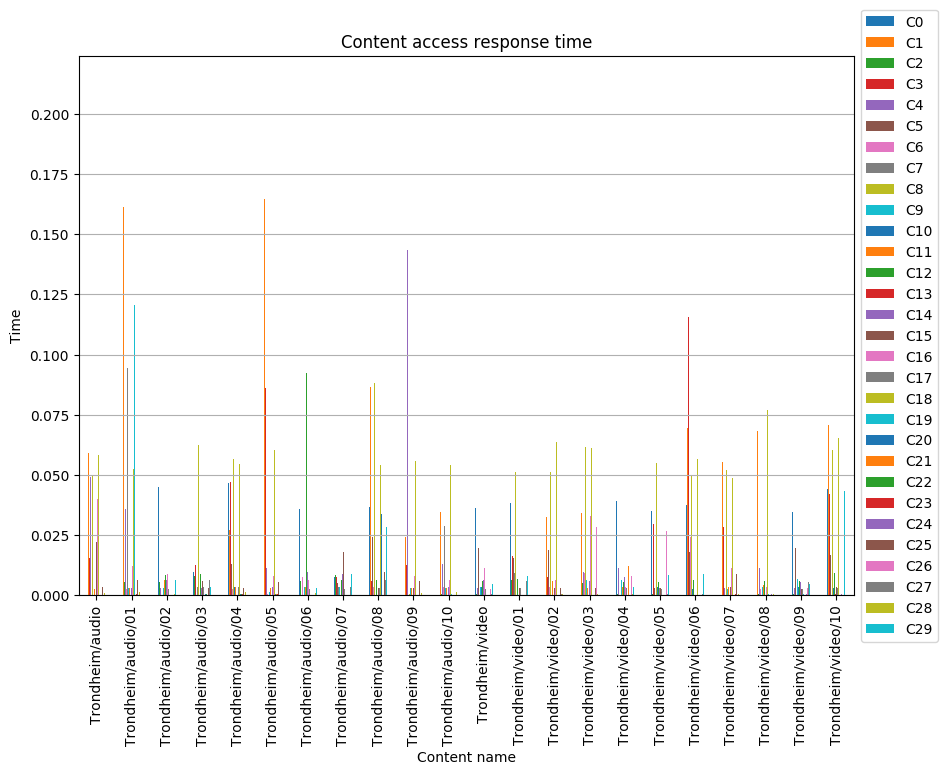 Content access response time
Time
0.200
0.175
0.150
0.125
0.100
0.075
0.050
0.025
0.000
Trondheim/audio
Trondheim/audio/01
Trondheim/audio/02
Trondheim/audio/03
Trondheim/audio/04
Trondheim/audio/05
Trondheim/audio/06
Trondheim/audio/07
Trondheim/audio/08
Trondheim/audio/09
Trondheim/audio/10
Trondheim/video
Trondheim/video/01
Trondheim/video/02
Trondheim/video/03
Trondheim/video/04
Trondheim/video/05
Trondheim/video/06
Trondheim/video/07
Trondheim/video/08
Trondheim/video/09
Trondheim/video/10
Content name
C0
C1
C2
C3
C4
C5
C6
C7
C8
C9
C10
C11
C12
C13
C14
C15
C16
C17
C18
C19
C20
C21
C22
C23
C24
C25
C26
C27
C28
C29